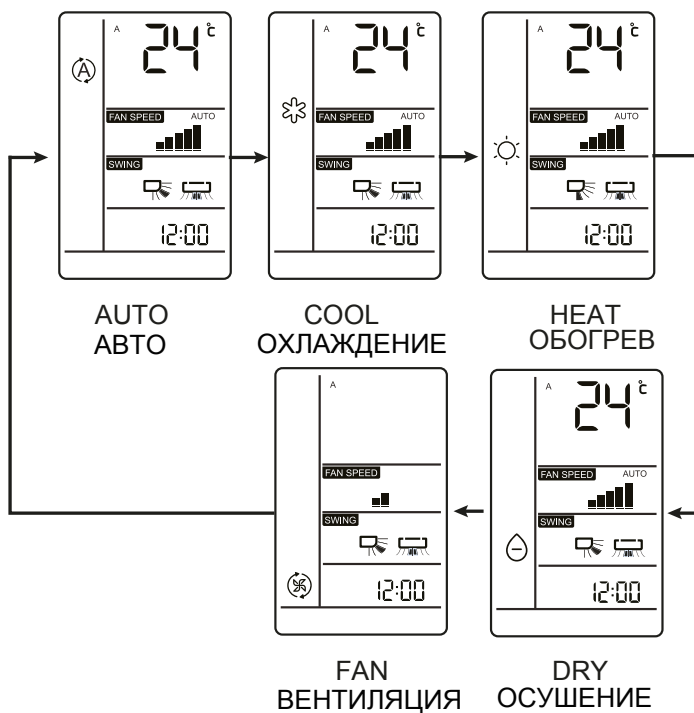 A 24 °C
FAN SPEED AUTO
SWING
12:00
AUTO
АВТО
A 24 °C
FAN SPEED AUTO
SWING
12:00
COOL
ОХЛАЖДЕНИЕ
A 24 °C
FAN SPEED AUTO
SWING
12:00
HEAT
ОБОГРЕВ
A
FAN SPEED
SWING
12:00
FAN
ВЕНТИЛЯЦИЯ
A 24 °C
FAN SPEED AUTO
SWING
12:00
DRY
ОСУШЕНИЕ